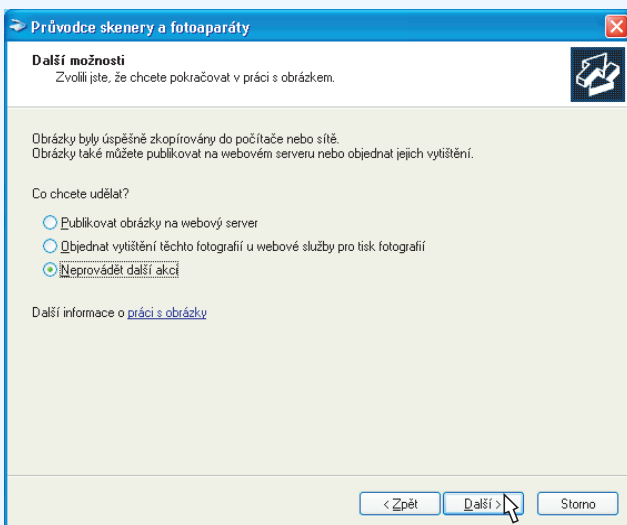 Průvodce skenery a fotoaparáty
Další možnosti
Zvolili jste, že chcete pokračovat v práci s obrázkem.
Obrázky byly úspěšně zkopírovány do počítače nebo sítě.
Obrázky také můžete publikovat na webovém serveru nebo objednat jejich vytištění.
Co chcete udělat?
Publikovat obrázky na webový server
Objednat vytištění těchto fotografií u webové služby pro tisk fotografií
Neprovádět další akci
Další informace o práci s obrázky
< Zpět Další > Storno